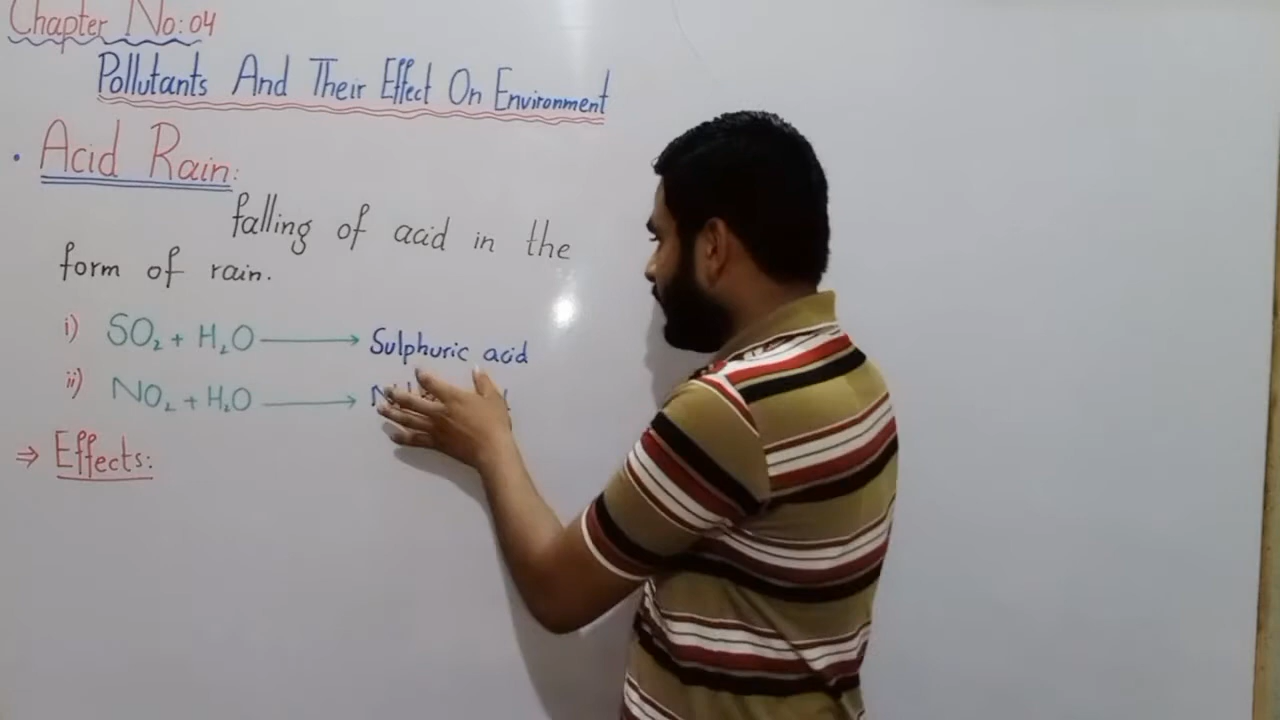 Chapter No:04
Pollutants And Their Effect On Environment
• Acid Rain:
falling of acid in the
form of rain.
i) SO₂ + H₂O ⟶ Sulphuric acid
ii) NO₂ + H₂O ⟶
⇒ Effects: